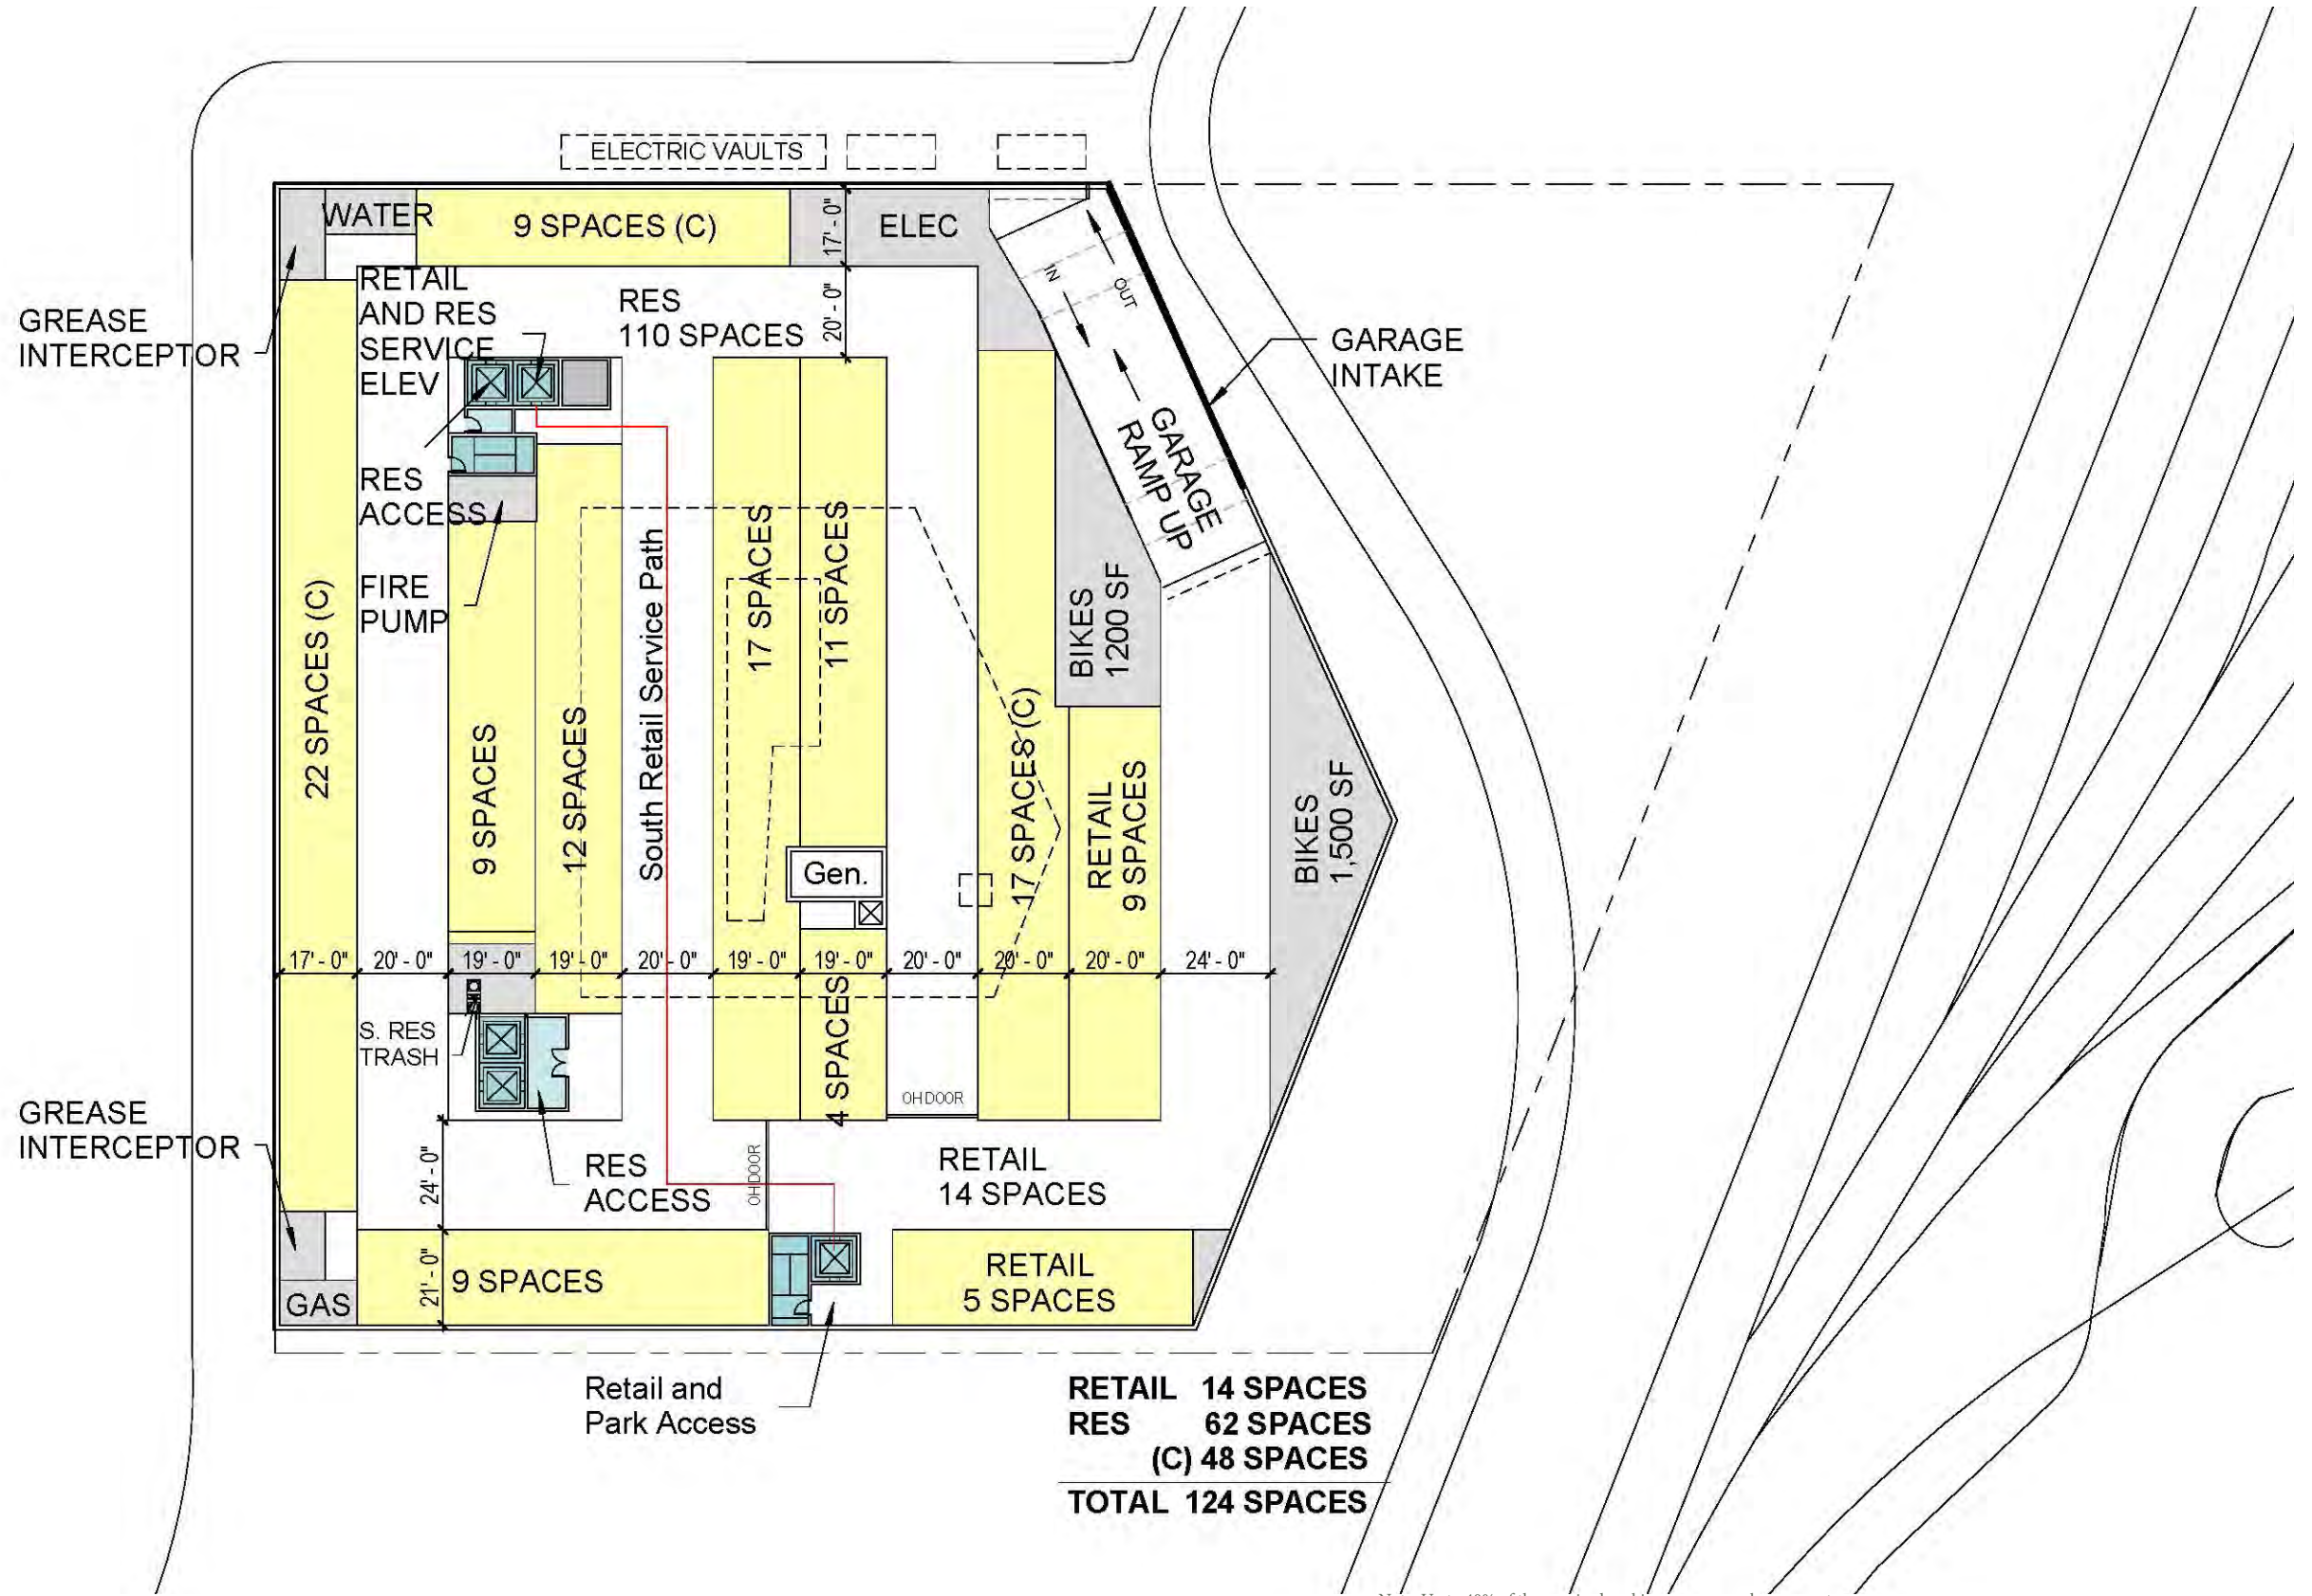 ELECTRIC VAULTS
WATER
9 SPACES (C)
17' - 0"
ELEC
IN
OUT
GREASE
INTERCEPTOR
RETAIL
AND RES
SERVICE
ELEV
RES
110 SPACES
20' - 0"
GARAGE
INTAKE
GARAGE
RAMP UP
RES
ACCESS
FIRE
PUMP
22 SPACES (C)
9 SPACES
12 SPACES
South Retail Service Path
17 SPACES
11 SPACES
17 SPACES (C)
BIKES
1200 SF
RETAIL
9 SPACES
BIKES
1,500 SF
Gen.
17' - 0"
20' - 0"
19' - 0"
19' - 0"
20' - 0"
19' - 0"
19' - 0"
20' - 0"
20' - 0"
20' - 0"
24' - 0"
S. RES
TRASH
4 SPACES
OH DOOR
GREASE
INTERCEPTOR
24' - 0"
RES
ACCESS
OH DOOR
RETAIL
14 SPACES
GAS
21' - 0"
9 SPACES
RETAIL
5 SPACES
Retail and
Park Access
RETAIL 14 SPACES
RES 62 SPACES
(C) 48 SPACES
TOTAL 124 SPACES